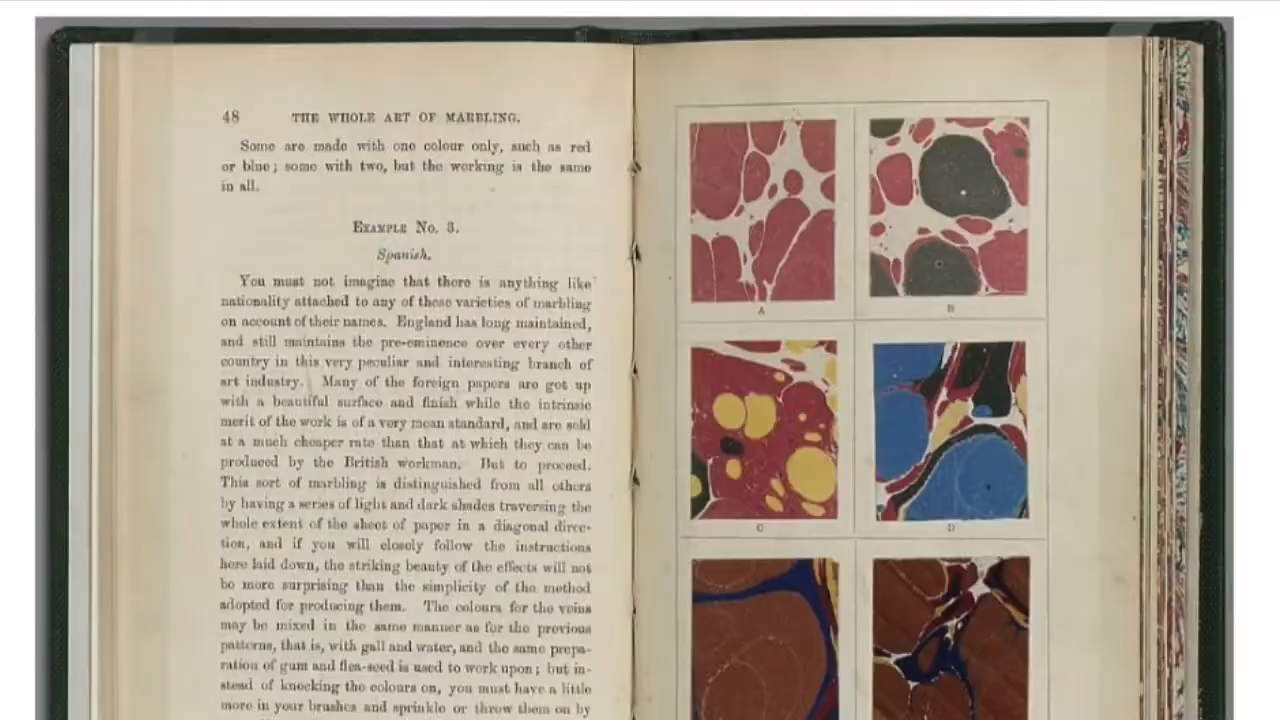 48 THE WHOLE ART OF MARBLING.
Some are made with one colour only, such as red
or blue; some with two, but the working is the same
in all.
Example No. 3.
Spanish.
You must not imagine that there is anything like
nationality attached to any of these varieties of marbling
on account of their names. England has long maintained,
and still maintains the pre-eminence over every other
country in this very peculiar and interesting branch of
art industry. Many of the foreign papers are got up
with a beautiful surface and finish while the intrinsic
merit of the work is of a very mean standard, and are sold
at a much cheaper rate than that at which they can be
produced by the British workman. But to proceed.
This sort of marbling is distinguished from all others
by having a series of light and dark shades traversing the
whole extent of the sheet of paper in a diagonal direc-
tion, and if you will closely follow the instructions
here laid down, the striking beauty of the effects will not
be more surprising than the simplicity of the method
adopted for producing them. The colours for the veins
may be mixed in the same manner as for the previous
patterns, that is, with gall and water, and the same prepa-
ration of gum and flea-seed is used to work upon; but in-
stead of knocking the colours on, you must have a little
more in your brushes and sprinkle or throw them on by
A
B
C
D